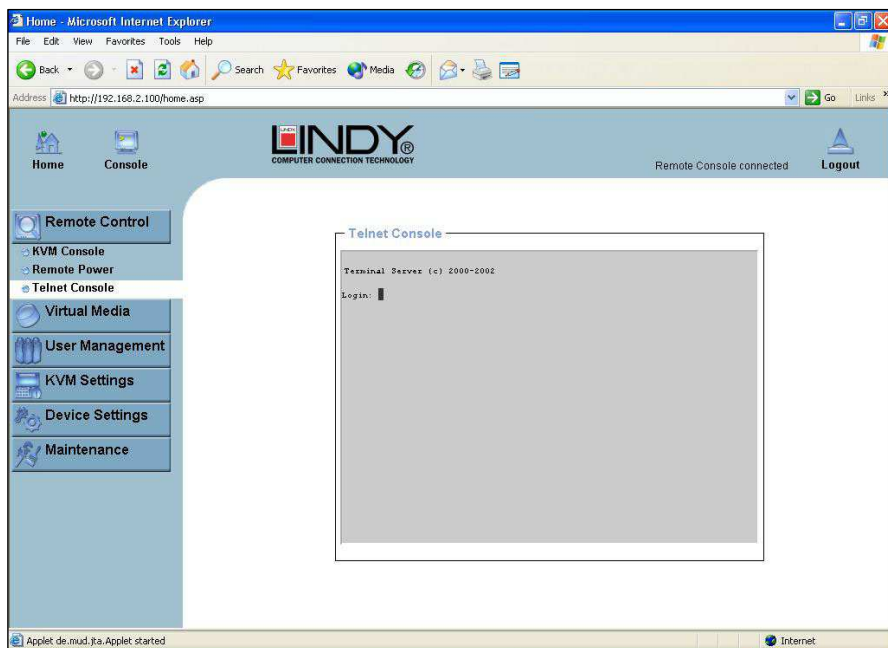 Home - Microsoft Internet Explorer
File Edit View Favorites Tools Help
Back Search Favorites Media
Address http://192.168.2.100/home.asp Go Links »
LINDY®
COMPUTER CONNECTION TECHNOLOGY
Home Console Remote Console connected Logout
Remote Control
KVM Console
Remote Power
Telnet Console
Virtual Media
User Management
KVM Settings
Device Settings
Maintenance
Telnet Console
Terminal Server (c) 2000-2002
Login:
Applet de.mud.jta.Applet started Internet